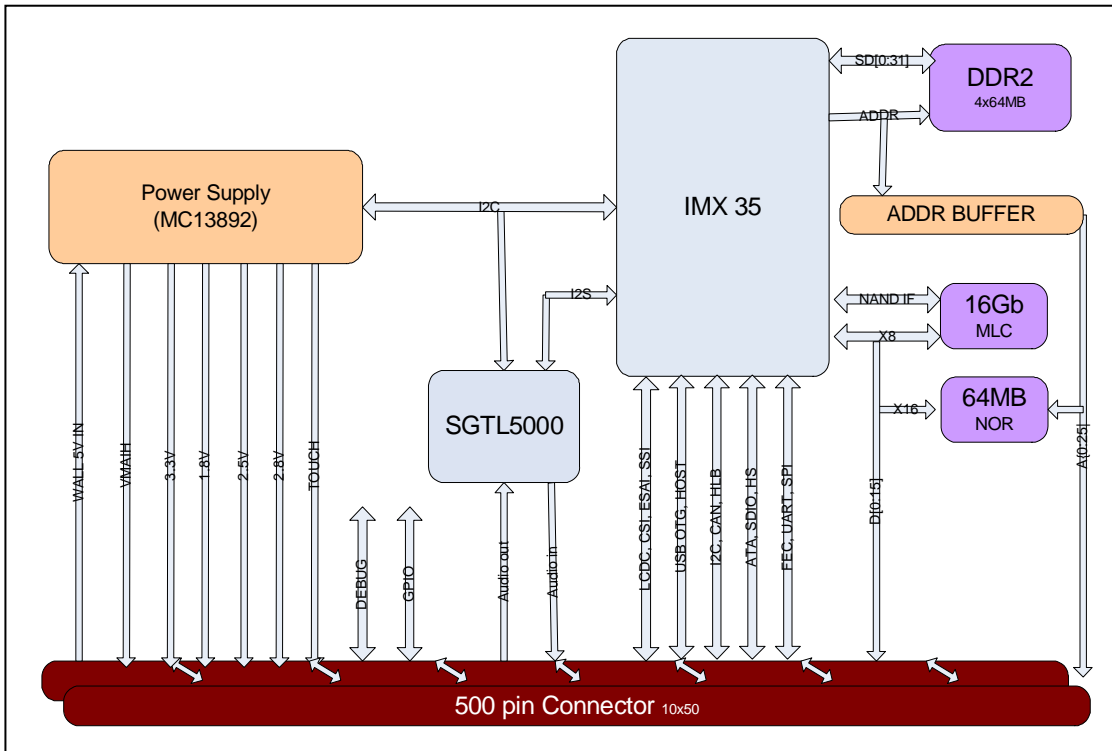 SD[0:31]
DDR2
4x64MB
ADDR
Power Supply
(MC13892)
I2C
IMX 35
ADDR BUFFER
I2S
NAND IF
16Gb
MLC
X8
SGTL5000
X16
64MB
NOR
WALL 5V IN
VMAIH
3.3V
1.8V
2.5V
2.8V
TOUCH
DEBUG
GPIO
Audio out
Audio in
LCDC, CSI, ESAI, SSI
USB OTG, HOST
I2C, CAN, HLB
ATA, SDIO, HS
FEC, UART, SPI
D[0:15]
A[0:25]
500 pin Connector 10x50